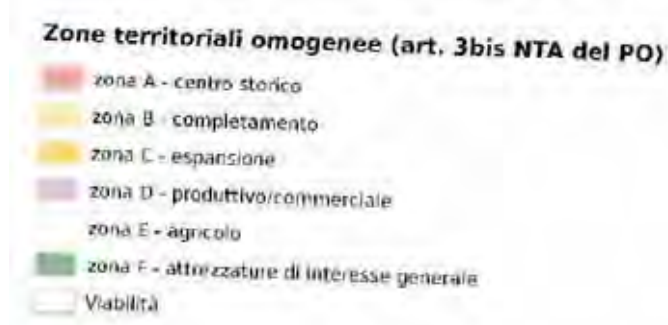 Zone territoriali omogenee (art. 3bis NTA del PO)
zona A - centro storico
zona B - completamento
zona C - espansione
zona D - produttivo/commerciale
zona E - agricolo
zona F - attrezzature di interesse generale
Viabilità